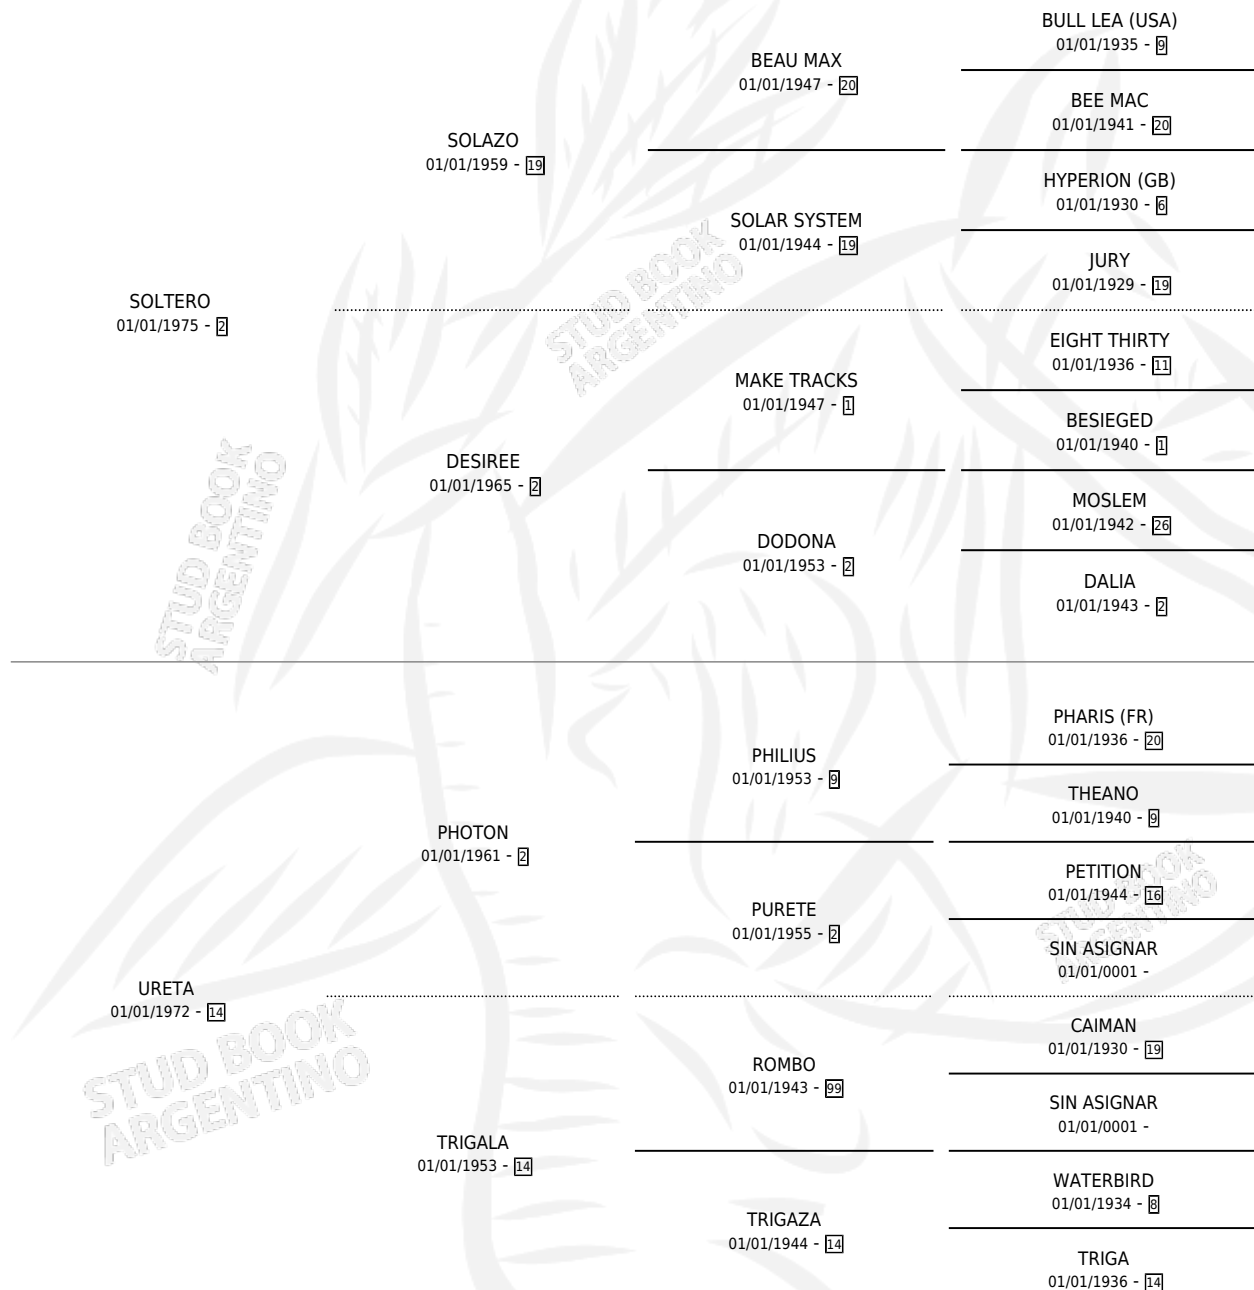 BULL LEA (USA)
01/01/1935 - 9
BEAU MAX
01/01/1947 - 20
BEE MAC
01/01/1941 - 20
SOLAZO
01/01/1959 - 19
HYPERION (GB)
01/01/1930 - 6
SOLAR SYSTEM
01/01/1944 - 19
JURY
01/01/1929 - 19
SOLTERO
01/01/1975 - 2
EIGHT THIRTY
01/01/1936 - 11
MAKE TRACKS
01/01/1947 - 1
BESIEGED
01/01/1940 - 1
DESIREE
01/01/1965 - 2
MOSLEM
01/01/1942 - 26
DODONA
01/01/1953 - 2
DALIA
01/01/1943 - 2
STUD BOOK
ARGENTINO
STUD BOOK
ARGENTINO
PHARIS (FR)
01/01/1936 - 20
PHILIUS
01/01/1953 - 9
THEANO
01/01/1940 - 9
PHOTON
01/01/1961 - 2
PETITION
01/01/1944 - 16
PURETE
01/01/1955 - 2
SIN ASIGNAR
01/01/0001 -
URETA
01/01/1972 - 14
CAIMAN
01/01/1930 - 19
ROMBO
01/01/1943 - 99
SIN ASIGNAR
01/01/0001 -
TRIGALA
01/01/1953 - 14
WATERBIRD
01/01/1934 - 8
TRIGAZA
01/01/1944 - 14
TRIGA
01/01/1936 - 14
STUD BOOK
ARGENTINO
STUD BOOK
ARGENTINO